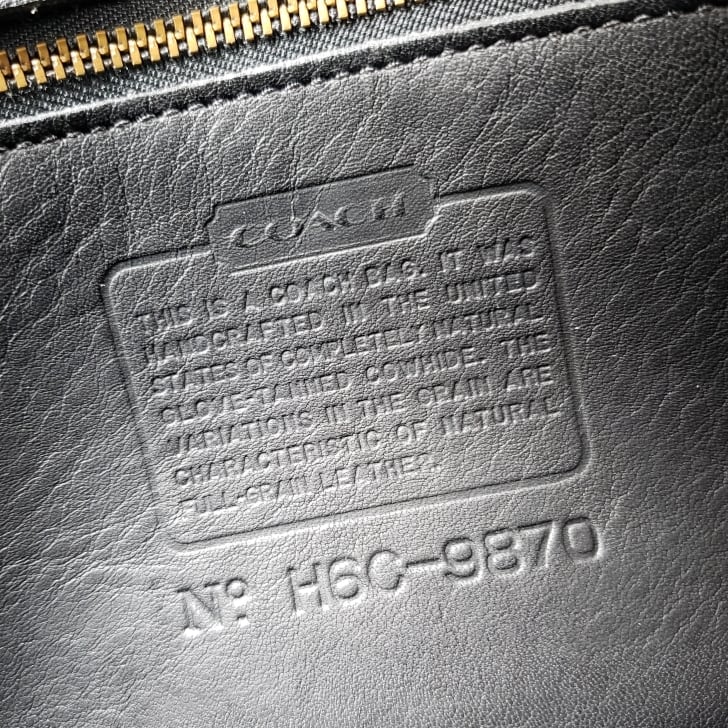 COACH
THIS IS A COACH BAG. IT WAS
HANDCRAFTED IN THE UNITED
STATES OF COMPLETELY NATURAL
GLOVE-TANNED COWHIDE. THE
VARIATIONS IN THE GRAIN ARE
CHARACTERISTIC OF NATURAL
FULL-GRAIN LEATHER.
No: H6C-9870